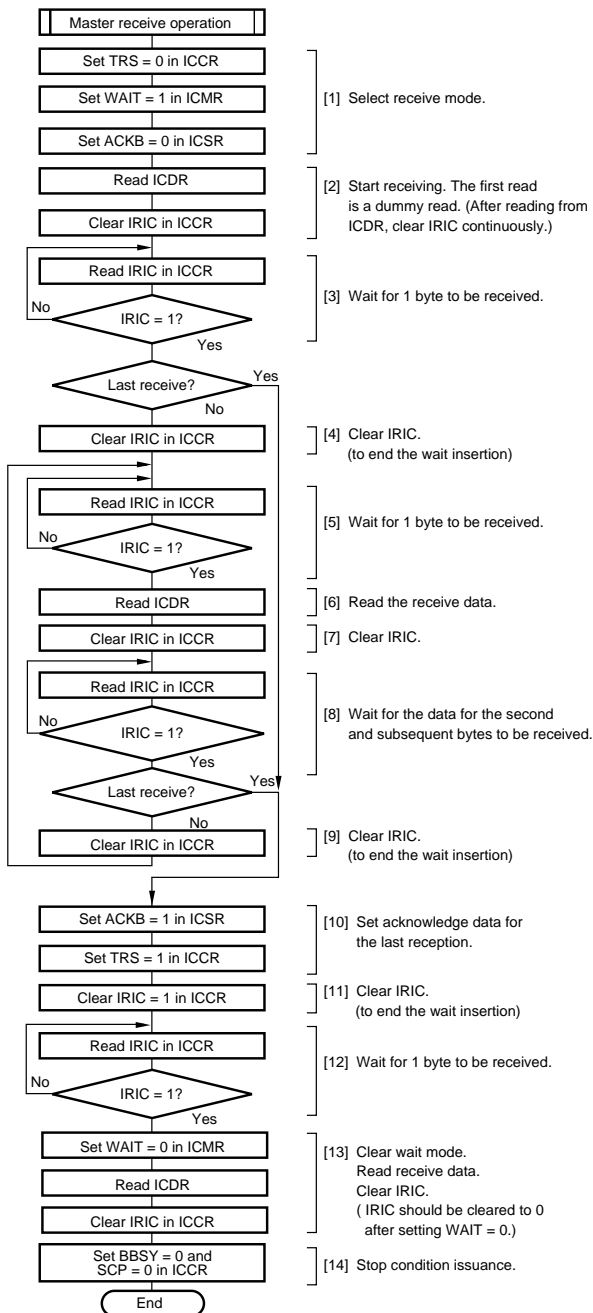 Master receive operation
Set TRS = 0 in ICCR
Set WAIT = 1 in ICMR
[1] Select receive mode.
Set ACKB = 0 in ICSR
Read ICDR
[2] Start receiving. The first read
is a dummy read. (After reading from
ICDR, clear IRIC continuously.)
Clear IRIC in ICCR
Read IRIC in ICCR
[3] Wait for 1 byte to be received.
No
IRIC = 1?
Yes
Last receive?
Yes
No
Clear IRIC in ICCR
[4] Clear IRIC.
(to end the wait insertion)
Read IRIC in ICCR
[5] Wait for 1 byte to be received.
No
IRIC = 1?
Yes
Read ICDR
[6] Read the receive data.
Clear IRIC in ICCR
[7] Clear IRIC.
Read IRIC in ICCR
[8] Wait for the data for the second
and subsequent bytes to be received.
No
IRIC = 1?
Yes
Last receive?
Yes
No
Clear IRIC in ICCR
[9] Clear IRIC.
(to end the wait insertion)
Set ACKB = 1 in ICSR
[10] Set acknowledge data for
the last reception.
Set TRS = 1 in ICCR
Clear IRIC = 1 in ICCR
[11] Clear IRIC.
(to end the wait insertion)
Read IRIC in ICCR
[12] Wait for 1 byte to be received.
No
IRIC = 1?
Yes
Set WAIT = 0 in ICMR
[13] Clear wait mode.
Read receive data.
Clear IRIC.
( IRIC should be cleared to 0
after setting WAIT = 0.)
Read ICDR
Clear IRIC in ICCR
Set BBSY = 0 and
SCP = 0 in ICCR
[14] Stop condition issuance.
End